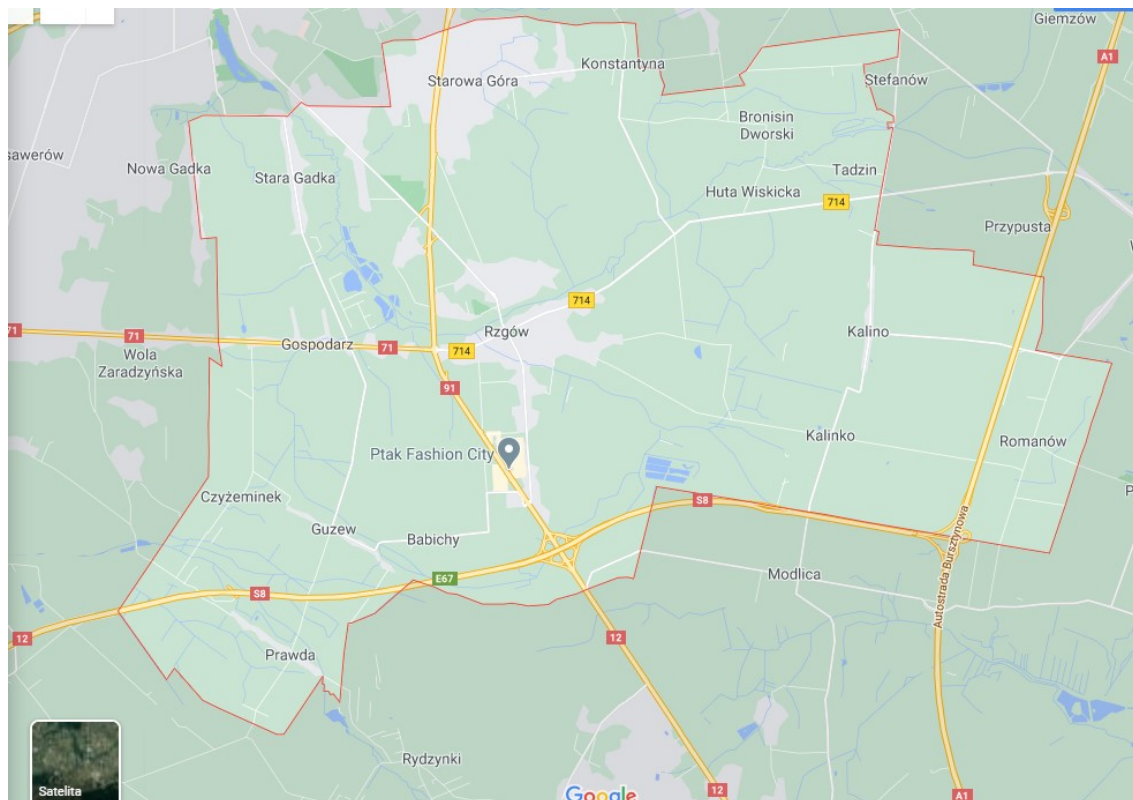 Giemzów
A1
Konstantyna
Starowa Góra
Stefanów
Bronisin
Dworski
sawerów
Nowa Gadka
Stara Gadka
Tadzin
Huta Wiskicka
714
Przypusta
714
71
71
Rzgów
Kalino
Gospodarz
71
714
Wola
Zaradzyńska
91
Kalinko
Romanów
Ptak Fashion City
Czyżeminek
S8
Guzew
Babichy
E67
Modlica
S8
Autostrada Bursztynowa
12
12
Prawda
Rydzynki
Satelita
Google
12
A1